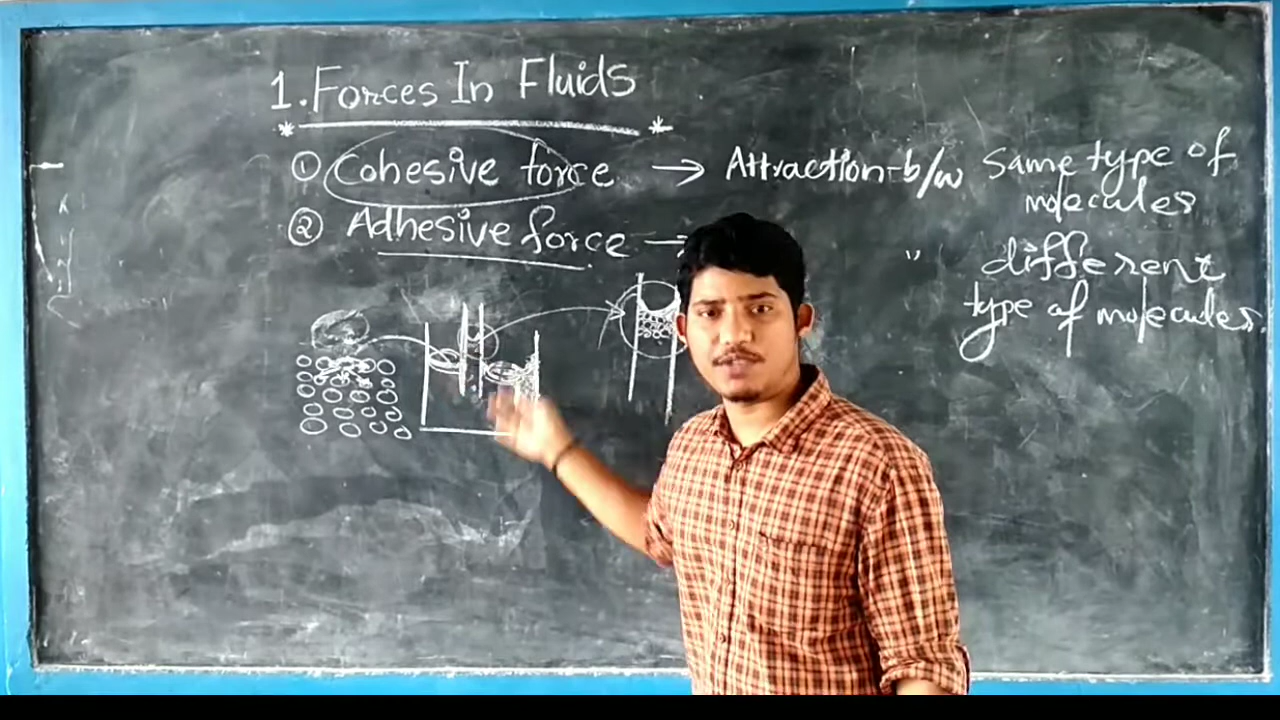 1. Forces In Fluids
① Cohesive force → Attraction b/w Same type of
molecules
② Adhesive force →
" different
type of molecules.